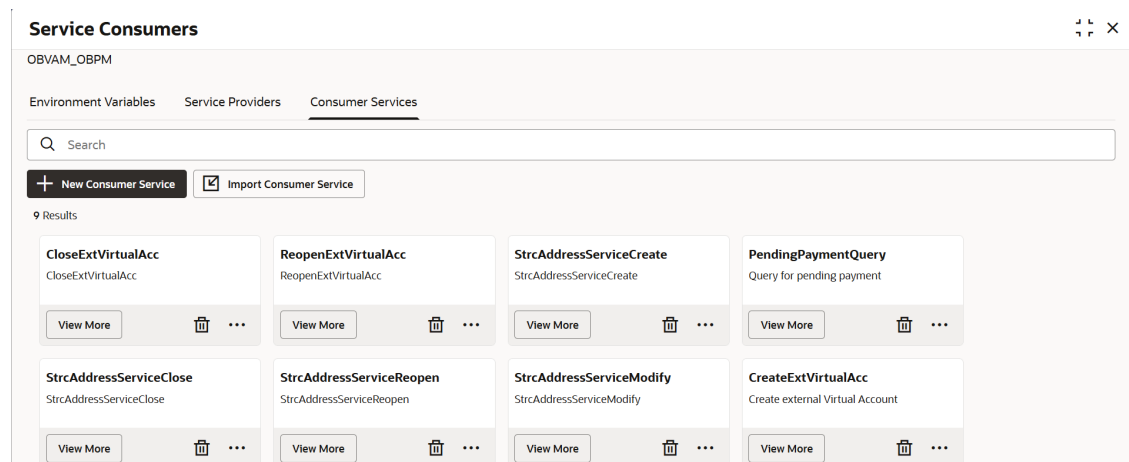 Service Consumers
OBVAM_OBPM
Environment Variables Service Providers Consumer Services
Search
New Consumer Service Import Consumer Service
9 Results
CloseExtVirtualAcc ReopenExtVirtualAcc StrcAddressServiceCreate PendingPaymentQuery
CloseExtVirtualAcc ReopenExtVirtualAcc StrcAddressServiceCreate Query for pending payment
View More View More View More View More
StrcAddressServiceClose StrcAddressServiceReopen StrcAddressServiceModify CreateExtVirtualAcc
StrcAddressServiceClose StrcAddressServiceReopen StrcAddressServiceModify Create external Virtual Account
View More View More View More View More